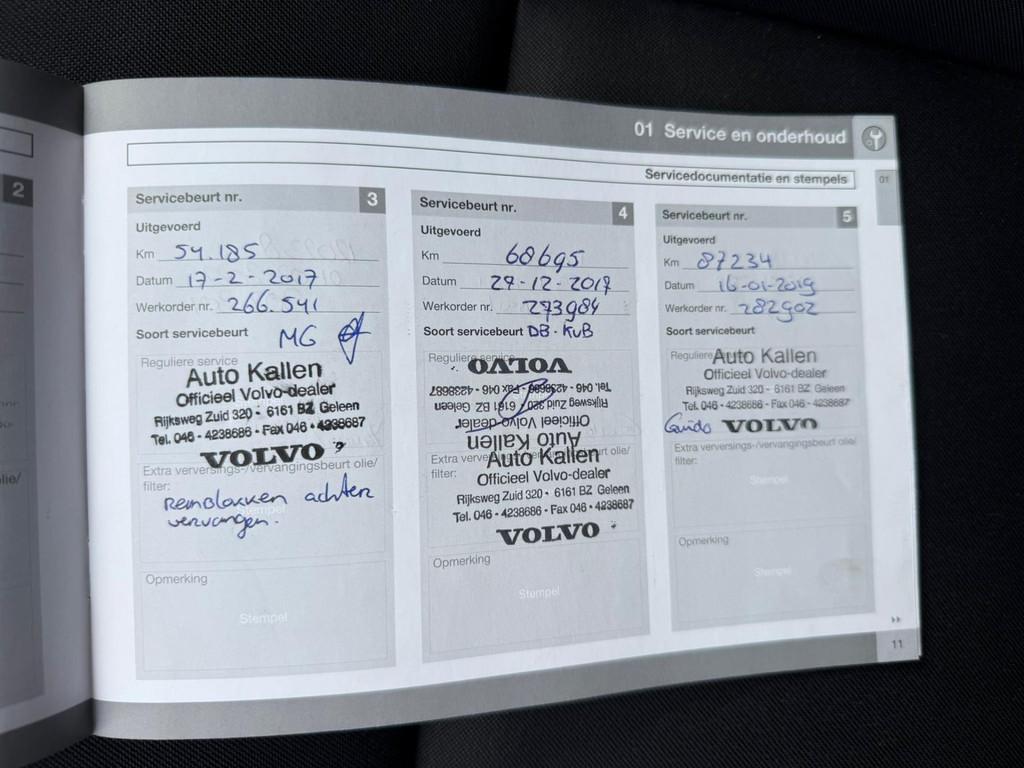 01 Service en onderhoud
Servicedocumentatie en stempels
01
2
Servicebeurt nr. 3
Uitgevoerd
Km 54.185
Datum 17-2-2017
Werkorder nr. 266.541
Soort servicebeurt MG
Reguliere service
Auto Kallen
Officieel Volvo-dealer
Rijksweg Zuid 320 - 6161 BZ Geleen
Tel. 046 - 4238686 - Fax 046 - 4238687
VOLVO
Extra verversings-/vervangingsbeurt olie/
filter:
Remblokken achter
vervangen.
Stempel
Opmerking
Stempel
Servicebeurt nr. 4
Uitgevoerd
Km 68695
Datum 29-12-2017
Werkorder nr. 273984
Soort servicebeurt DB - KuB
Reguliere service
VOLVO
Tel. 046 - 4238686 - Fax 046 - 4238687
Rijksweg Zuid 320 - 6161 BZ Geleen
Officieel Volvo-dealer
Auto Kallen
Extra verversings-/vervangingsbeurt olie/
filter:
Auto Kallen
Officieel Volvo-dealer
Rijksweg Zuid 320 - 6161 BZ Geleen
Tel. 046 - 4238686 - Fax 046 - 4238687
VOLVO
Opmerking
Stempel
Servicebeurt nr. 5
Uitgevoerd
Km 87234
Datum 16-01-2019
Werkorder nr. 282902
Soort servicebeurt
Reguliere
Auto Kallen
Officieel Volvo-dealer
Rijksweg Zuid 320 - 6161 BZ Geleen
Tel. 046 - 4238686 - Fax 046 - 4238687
Guido VOLVO
Extra verversings-/vervangingsbeurt olie/
filter:
Stempel
Opmerking
Stempel
11
olie/